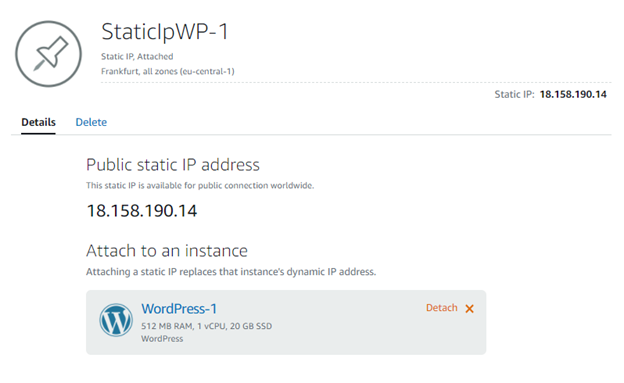 StaticIpWP-1
Static IP, Attached
Frankfurt, all zones (eu-central-1)
Static IP: 18.158.190.14
Details Delete
Public static IP address
This static IP is available for public connection worldwide.
18.158.190.14
Attach to an instance
Attaching a static IP replaces that instance's dynamic IP address.
WordPress-1 Detach
512 MB RAM, 1 vCPU, 20 GB SSD
WordPress